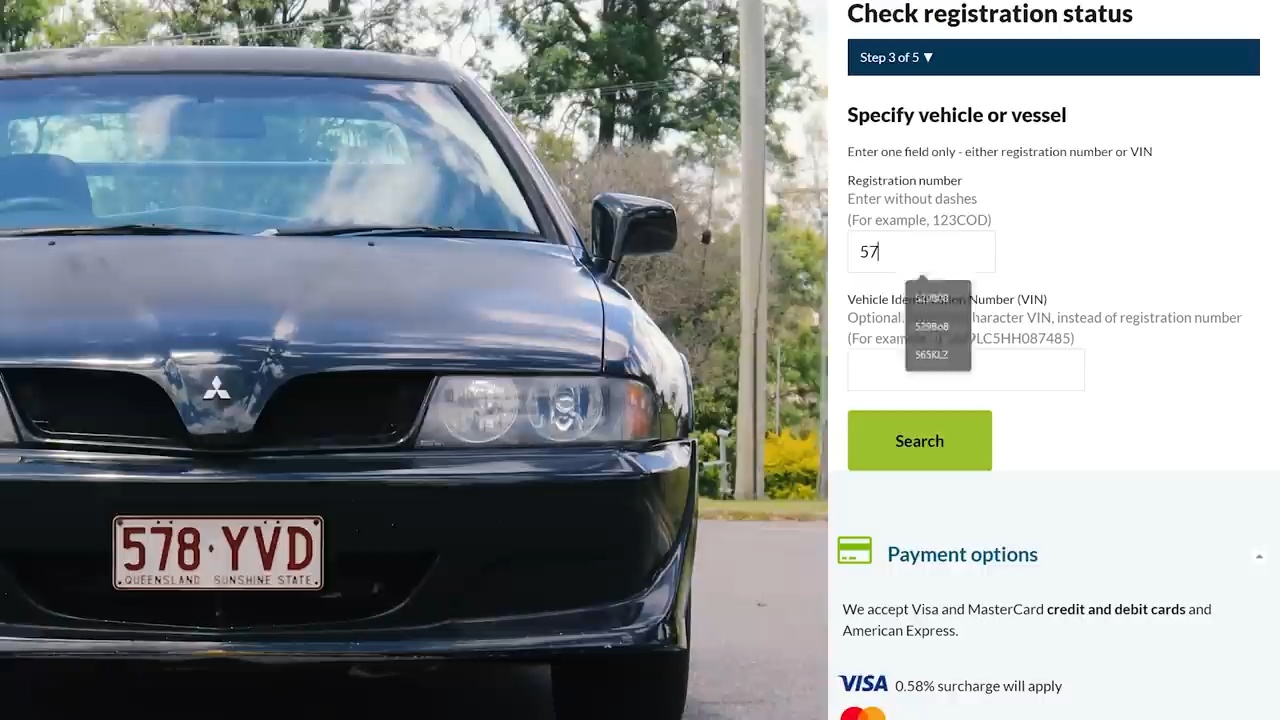 578·YVD
QUEENSLAND SUNSHINE STATE
Check registration status
Step 3 of 5 ▼
Specify vehicle or vessel
Enter one field only - either registration number or VIN
Registration number
Enter without dashes
(For example, 123COD)
57
529Bo8
565KLZ
Vehicle Number (VIN)
Optional. VIN, instead of registration number
(For
Search
Payment options
We accept Visa and MasterCard credit and debit cards and
American Express.
VISA 0.58% surcharge will apply